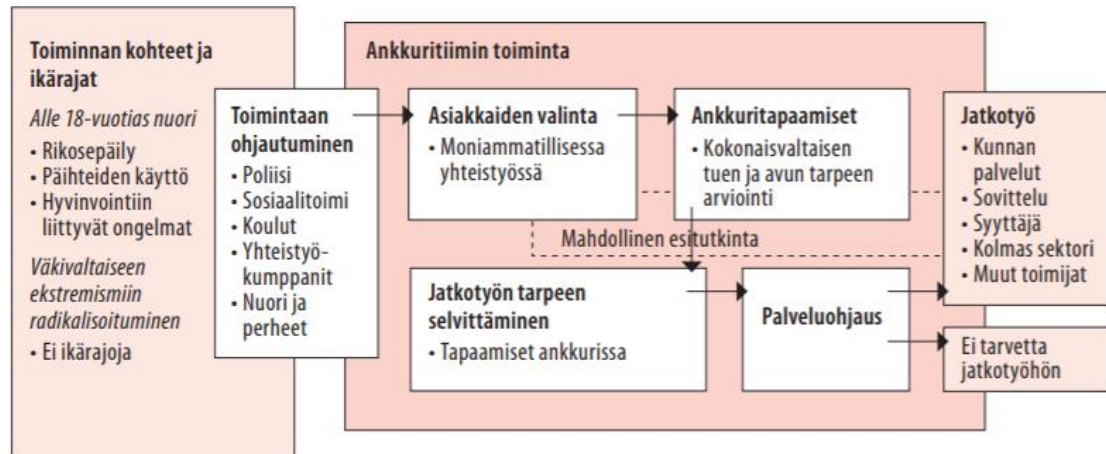 Toiminnan kohteet ja
ikärajat
Alle 18-vuotias nuori
• Rikosepäily
• Päihteiden käyttö
• Hyvinvointiin
liittyvät ongelmat
Väkivaltaiseen
ekstremismiin
radikalisoituminen
• Ei ikärajoja
Toimintaan
ohjautuminen
• Poliisi
• Sosiaalitoimi
• Koulut
• Yhteistyö-
kumppanit
• Nuori ja
perheet
Ankkuritiimin toiminta
Asiakkaiden valinta
• Moniammatillisessa
yhteistyössä
Ankkuritapaamiset
• Kokonaisvaltaisen
tuen ja avun tarpeen
arviointi
Mahdollinen esitutkinta
Jatkotyön tarpeen
selvittäminen
• Tapaamiset ankkurissa
Palveluohjaus
Jatkotyö
• Kunnan
palvelut
• Sovittelu
• Syyttäjä
• Kolmas sektori
• Muut toimijat
Ei tarvetta
jatkotyöhön